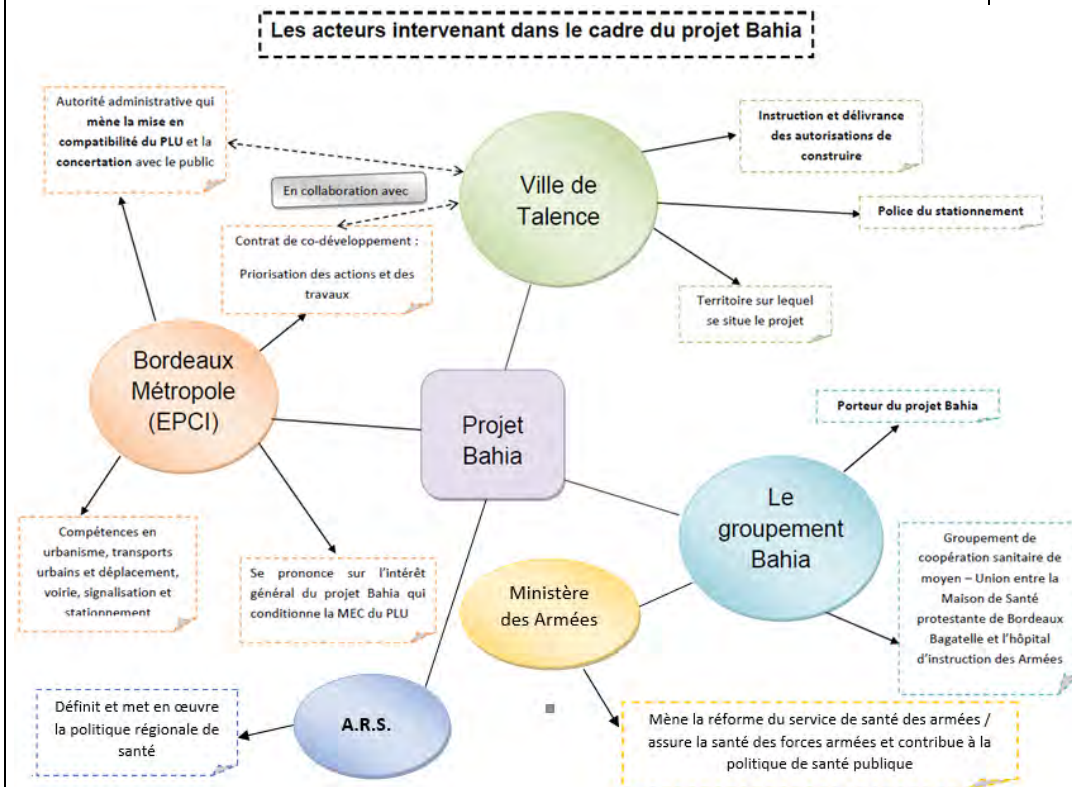 Les acteurs intervenant dans le cadre du projet Bahia
Autorité administrative qui
mène la mise en
compatibilité du PLU et la
concertation avec le public
En collaboration avec
Ville de
Talence
Instruction et délivrance
des autorisations de
construire
Police du stationnement
Territoire sur lequel
se situe le projet
Contrat de co-développement :
Priorisation des actions et des
travaux
Bordeaux
Métropole
(EPCI)
Projet
Bahia
Porteur du projet Bahia
Le
groupement
Bahia
Groupement de
coopération sanitaire de
moyen – Union entre la
Maison de Santé
protestante de Bordeaux
Bagatelle et l'hôpital
d'instruction des Armées
Compétences en
urbanisme, transports
urbains et déplacement,
voirie, signalisation et
stationnement
Se prononce sur l'intérêt
général du projet Bahia qui
conditionne la MEC du PLU
Ministère
des Armées
A.R.S.
Définit et met en œuvre
la politique régionale de
santé
Mène la réforme du service de santé des armées /
assure la santé des forces armées et contribue à la
politique de santé publique